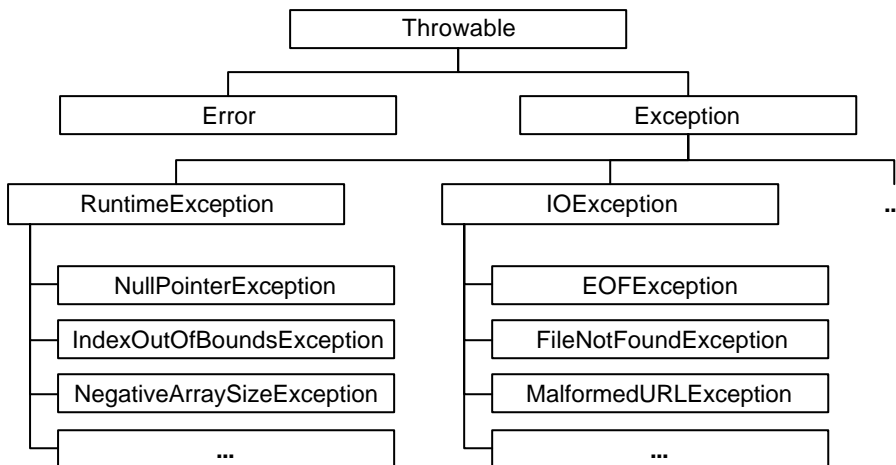 Throwable
Error
Exception
RuntimeException
IOException
...
NullPointerException
EOFException
IndexOutOfBoundsException
FileNotFoundException
NegativeArraySizeException
MalformedURLException
...
...